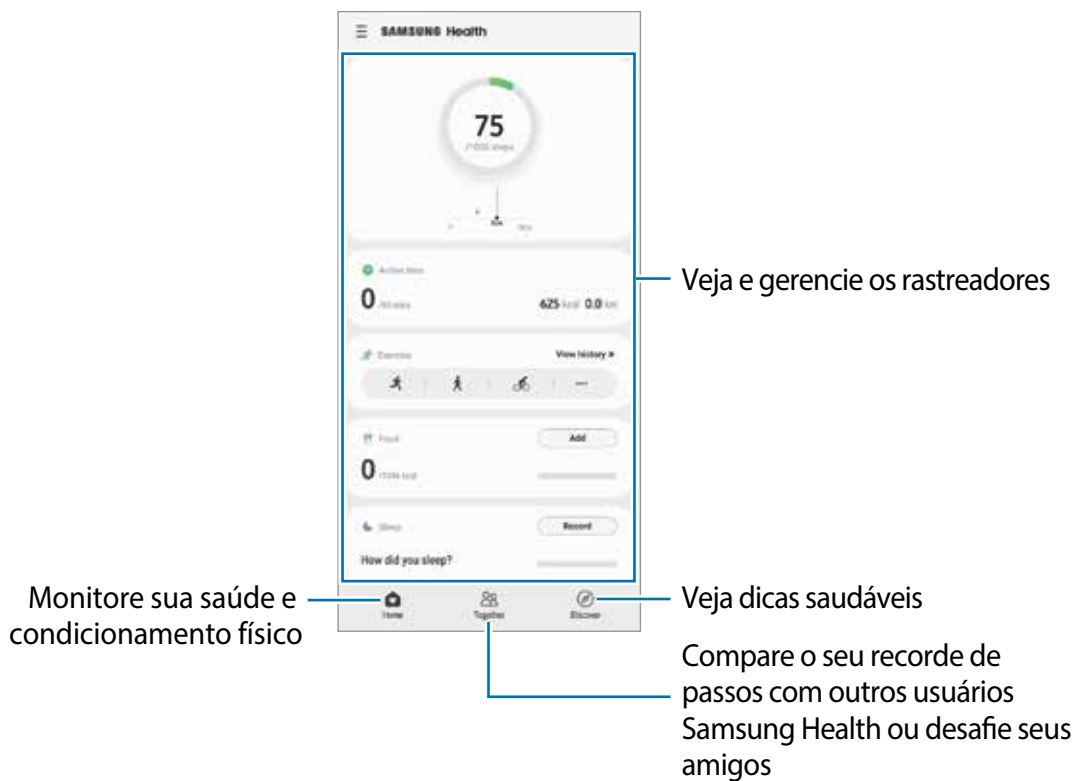 SAMSUNG Health
75
steps
Active time
0
625 kcal 0.0 km
Exercise
View history
Food
Add
0
kcal
Sleep
Record
How did you sleep?
Home
Together
Discover
Veja e gerencie os rastreadores
Monitore sua saúde e
condicionamento físico
Veja dicas saudáveis
Compare o seu recorde de
passos com outros usuários
Samsung Health ou desafie seus
amigos